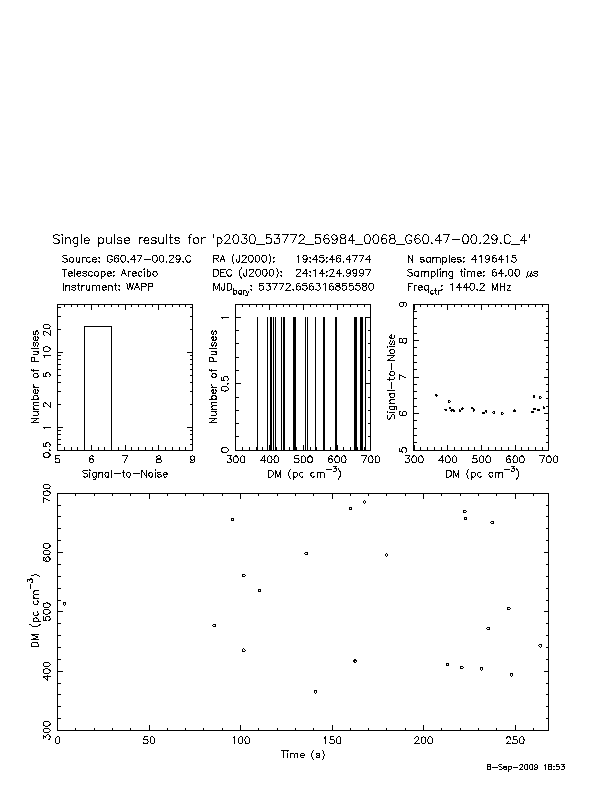 Single pulse results for 'p2030_53772_56984_0068_G60.47-00.29.C_4'
Source: G60.47-00.29.C RA (J2000): 19:45:46.4774 N samples: 4196415
Telescope: Arecibo DEC (J2000): 24:14:24.9997 Sampling time: 64.00 μs
Instrument: WAPP MJDbary: 53772.656316855580 Freqctr: 1440.2 MHz
Number of Pulses
0.5 1 2 5 10 20
5 6 7 8 9
Signal-to-Noise
Number of Pulses
0 0.5 1
300 400 500 600 700
DM (pc cm-3)
Signal-to-Noise
5 6 7 8 9
300 400 500 600 700
DM (pc cm-3)
DM (pc cm-3)
300 400 500 600 700
0 50 100 150 200 250
Time (s)
8-Sep-2009 18:53